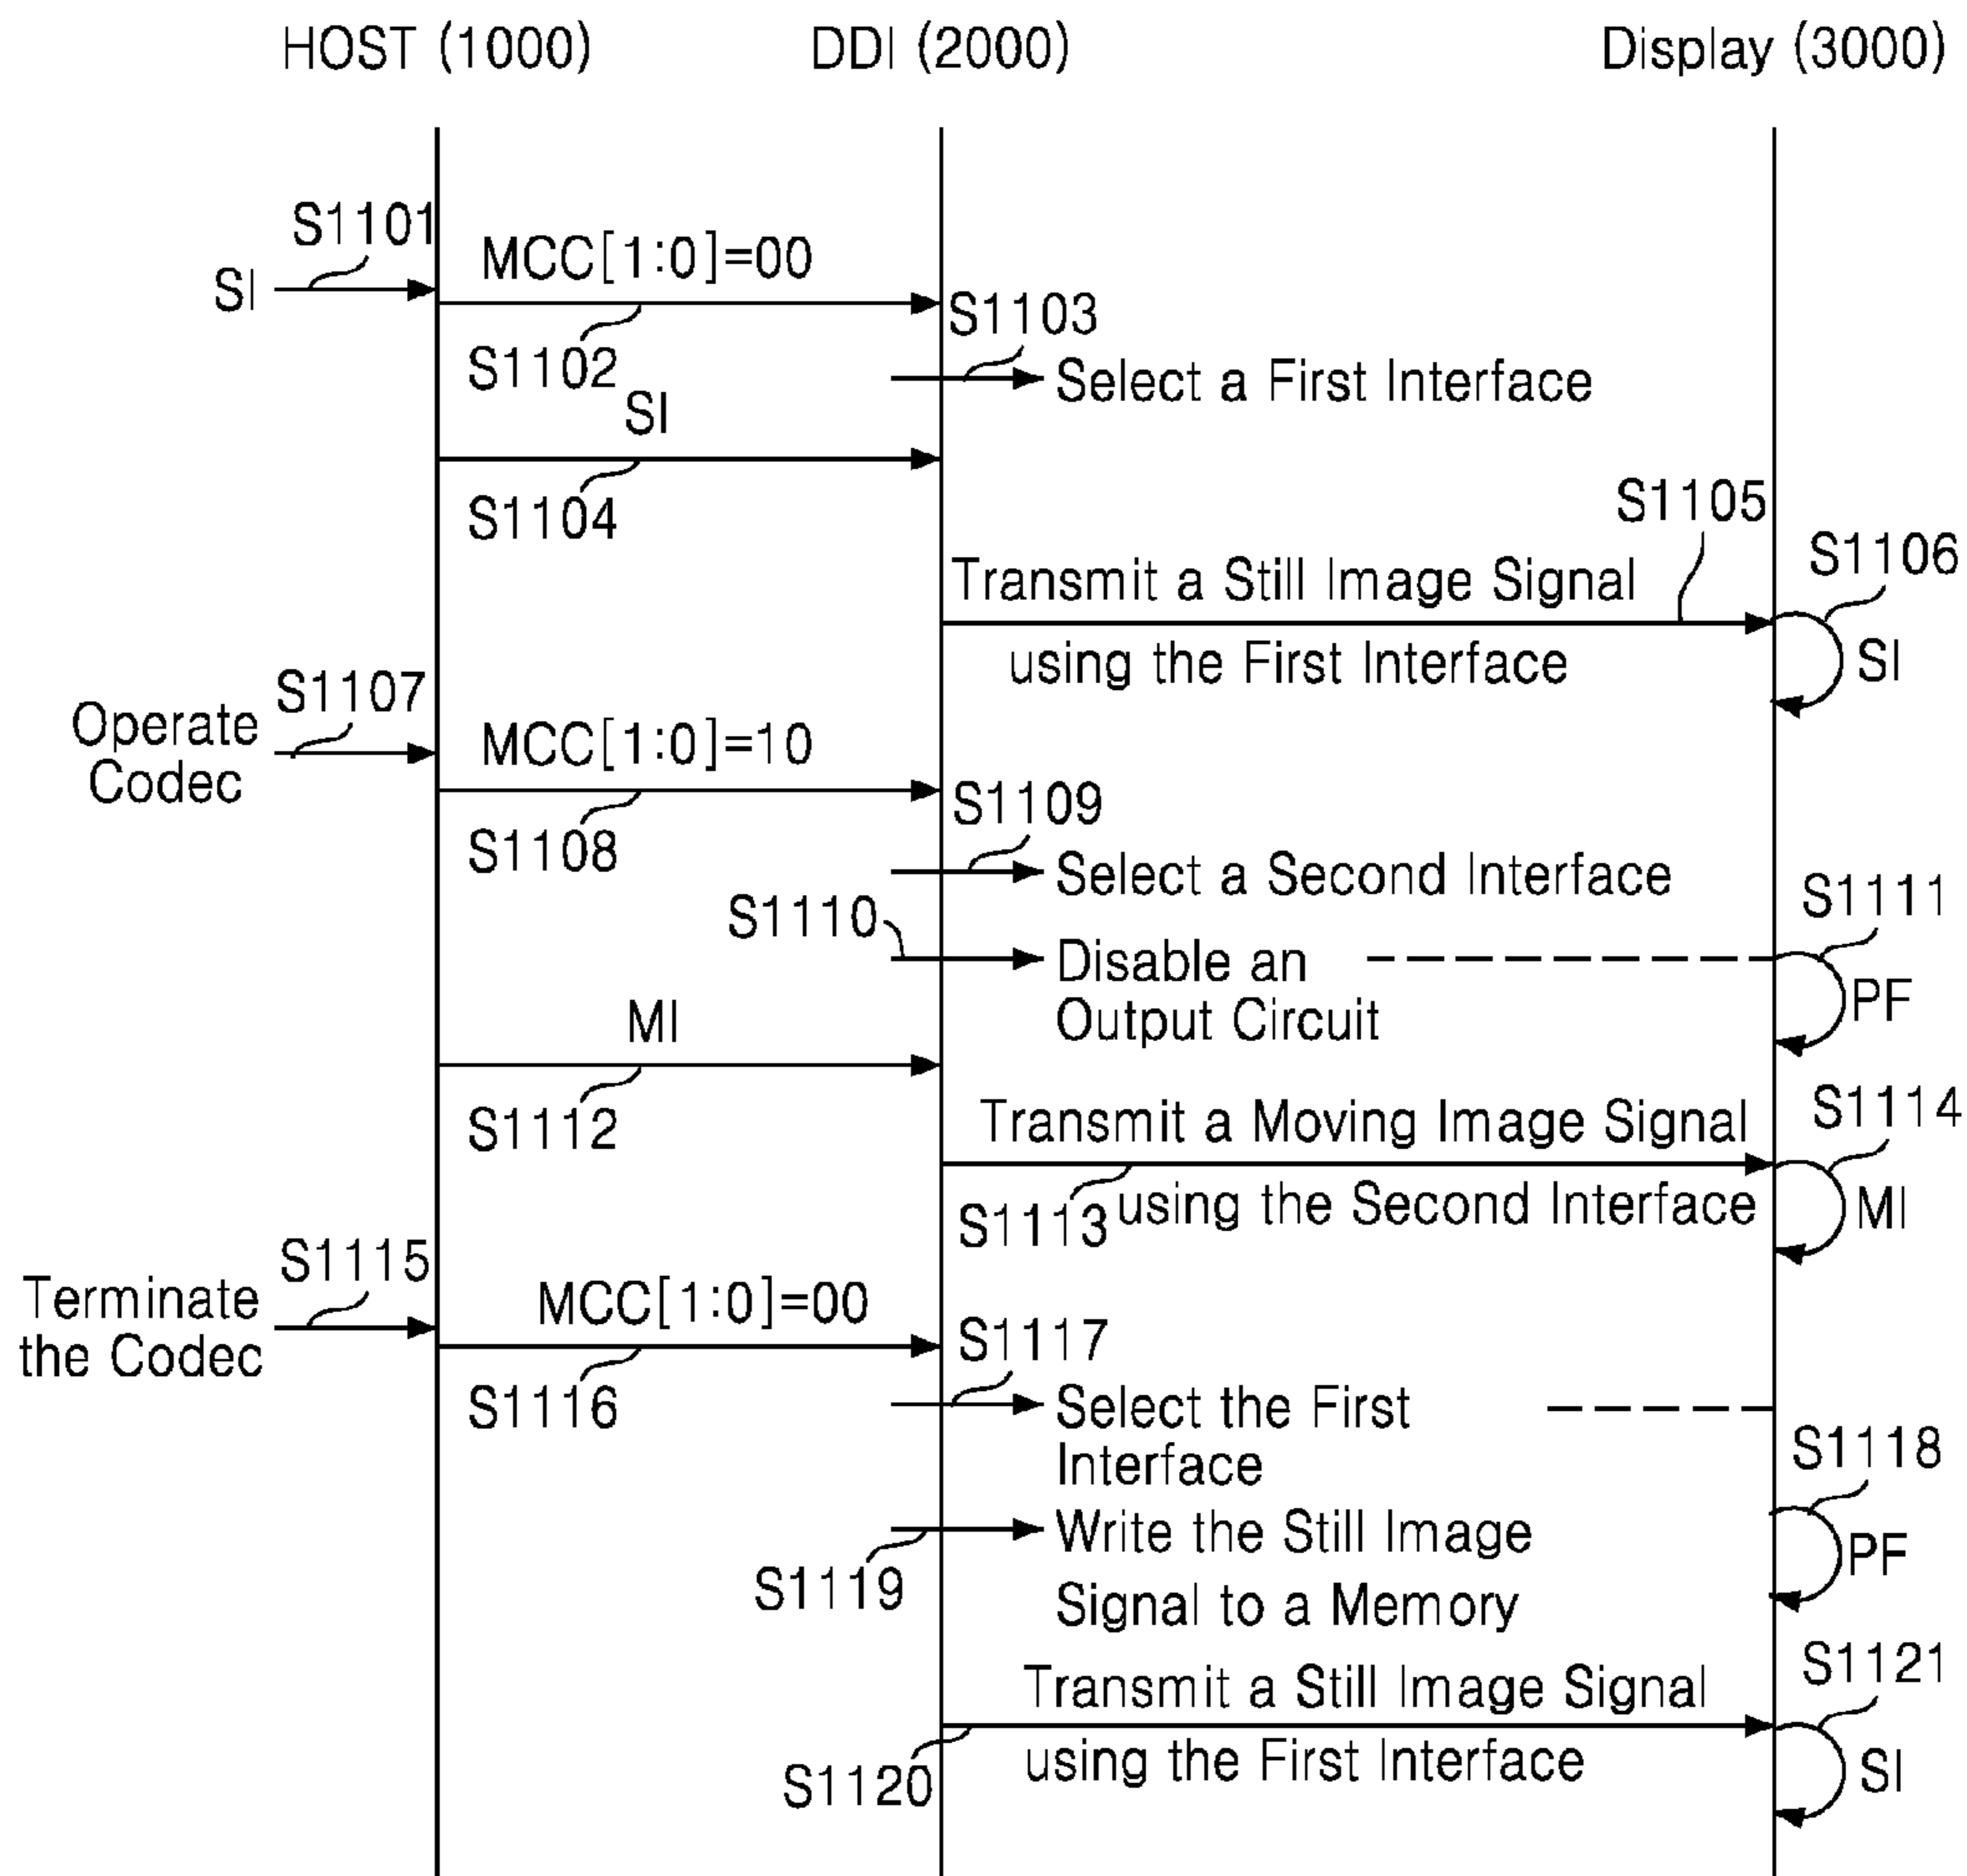 HOST (1000)
DDI (2000)
Display (3000)
S1101
SI
MCC[1:0]=00
S1102
S1103
Select a First Interface
SI
S1104
S1105
Transmit a Still Image Signal
using the First Interface
S1106
SI
S1107
Operate
Codec
MCC[1:0]=10
S1108
S1109
Select a Second Interface
S1110
Disable an
Output Circuit
S1111
PF
MI
S1112
Transmit a Moving Image Signal
using the Second Interface
S1113
S1114
MI
S1115
Terminate
the Codec
MCC[1:0]=00
S1116
S1117
Select the First
Interface
S1118
PF
S1119
Write the Still Image
Signal to a Memory
Transmit a Still Image Signal
using the First Interface
S1120
S1121
SI